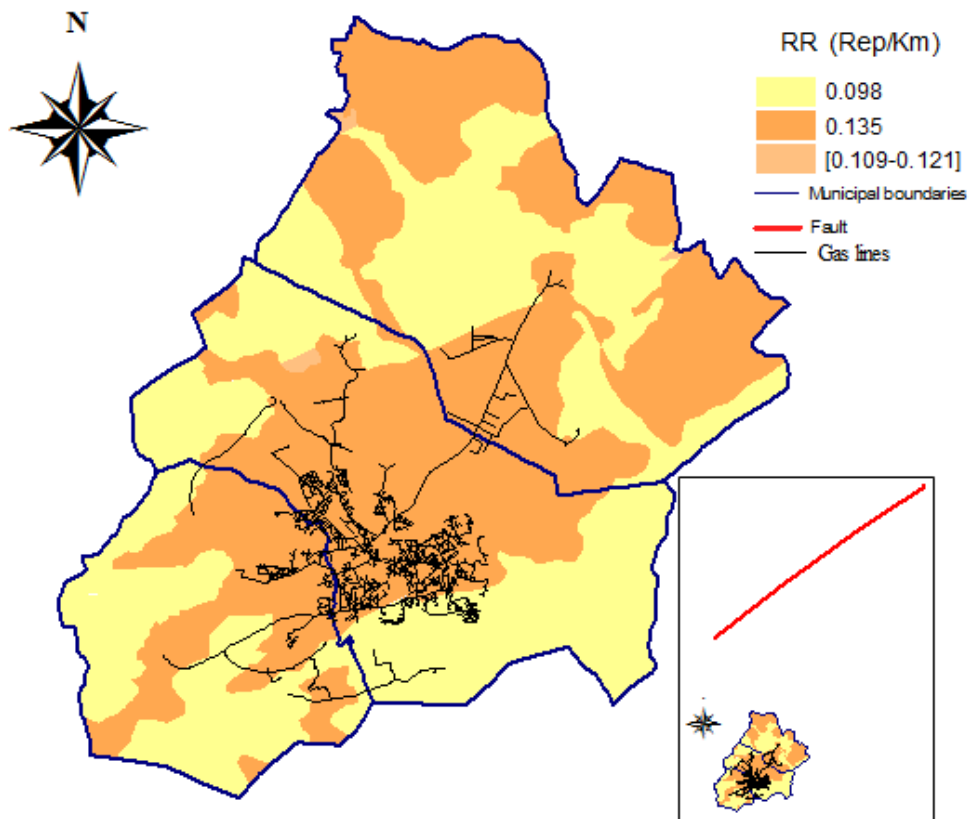 N
RR (Rep/Km)
0.098
0.135
[0.109-0.121]
Municipal boundaries
Fault
Gas lines